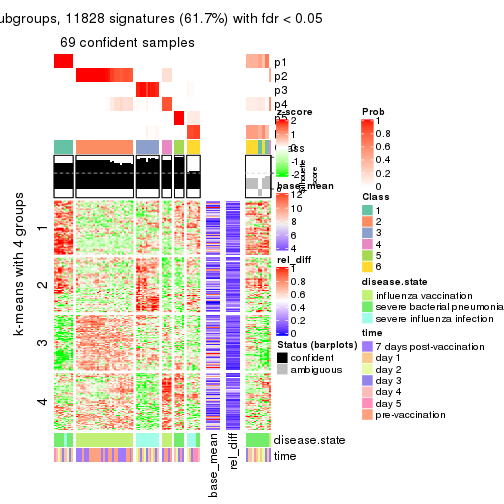 ubgroups, 11828 signatures (61.7%) with fdr < 0.05
69 confident samples
p1
p2
p3
p4
p5
k-means with 4 groups
1
2
3
4
base_mean
rel_diff
disease.state
time
z-score
2
1
0
-1
-2
base_mean
12
10
8
6
4
rel_diff
1
0.8
0.6
0.4
0.2
0
Status (barplots)
confident
ambiguous
Prob
1
0.8
0.6
0.4
0.2
0
Class
1
2
3
4
5
6
disease.state
influenza vaccination
severe bacterial pneumonia
severe influenza infection
time
7 days post-vaccination
day 1
day 2
day 3
day 4
day 5
pre-vaccination